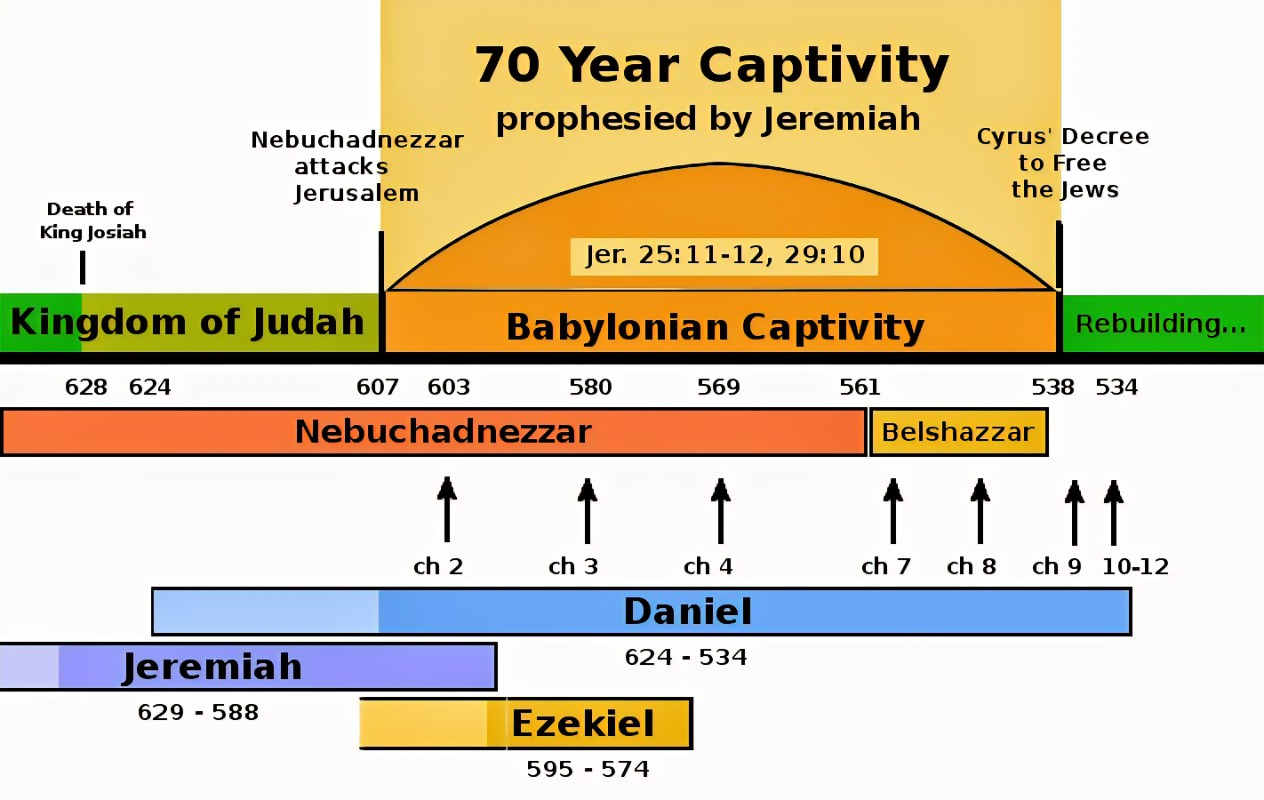 70 Year Captivity
prophesied by Jeremiah
Nebuchadnezzar
attacks
Jerusalem
Cyrus' Decree
to Free
the Jews
Death of
King Josiah
Jer. 25:11-12, 29:10
Kingdom of Judah
Babylonian Captivity
Rebuilding...
628 624 607 603 580 569 561 538 534
Nebuchadnezzar
Belshazzar
ch 2 ch 3 ch 4 ch 7 ch 8 ch 9 10-12
Daniel
624 - 534
Jeremiah
629 - 588
Ezekiel
595 - 574